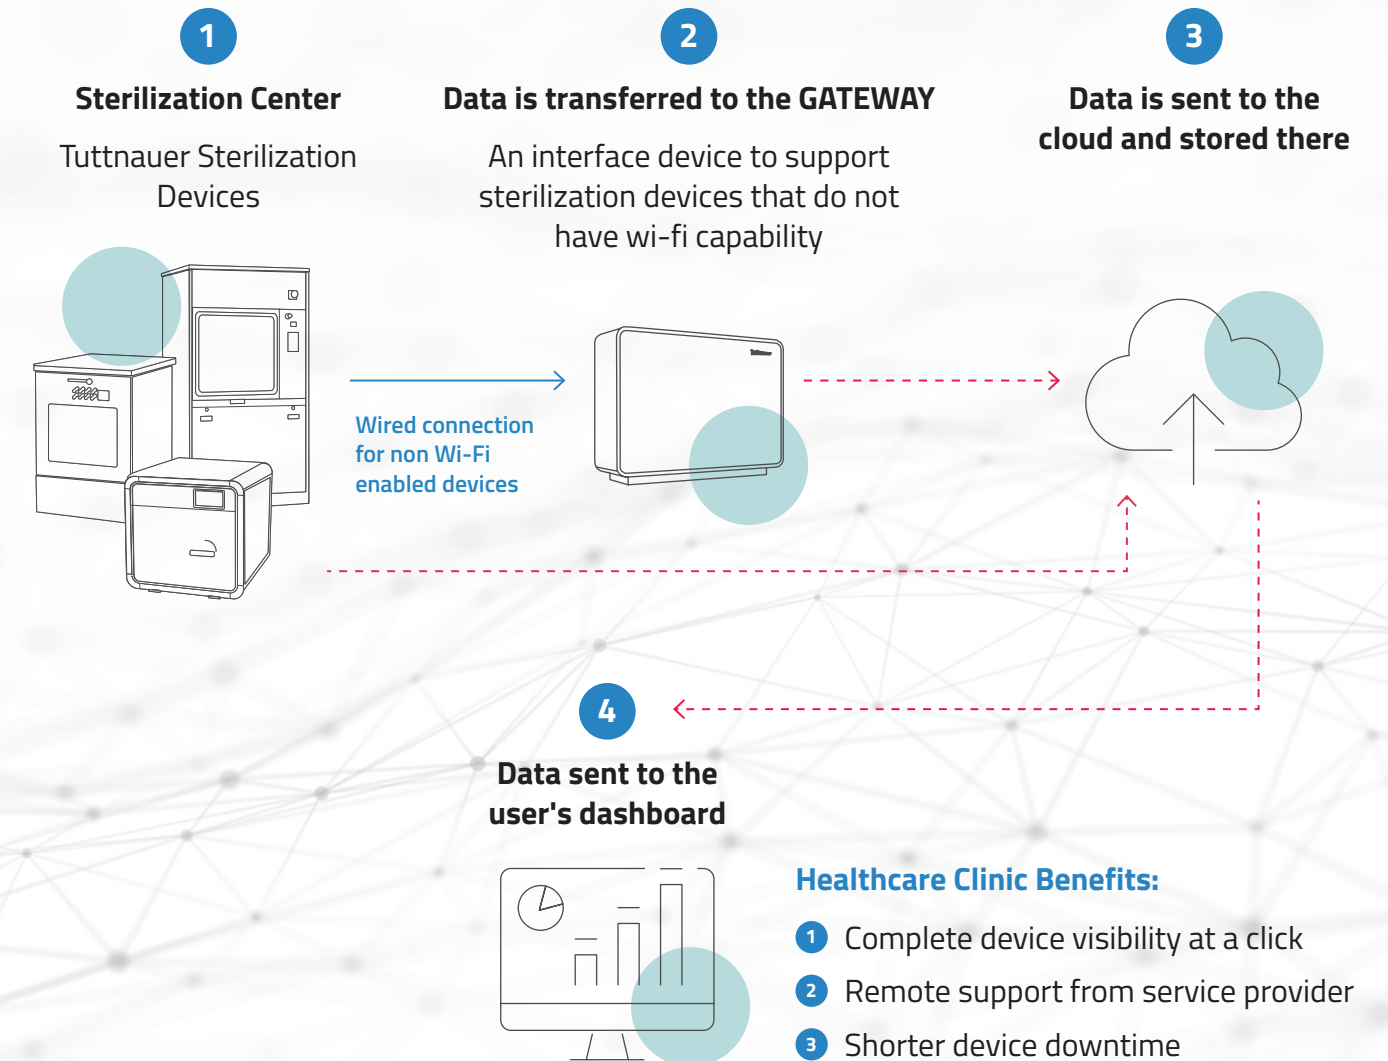 1
Sterilization Center
Tuttnauer Sterilization
Devices
2
Data is transferred to the GATEWAY
An interface device to support
sterilization devices that do not
have wi-fi capability
3
Data is sent to the
cloud and stored there
Wired connection
for non Wi-Fi
enabled devices
Tuttnauer
4
Data sent to the
user's dashboard
Healthcare Clinic Benefits:
1 Complete device visibility at a click
2 Remote support from service provider
3 Shorter device downtime